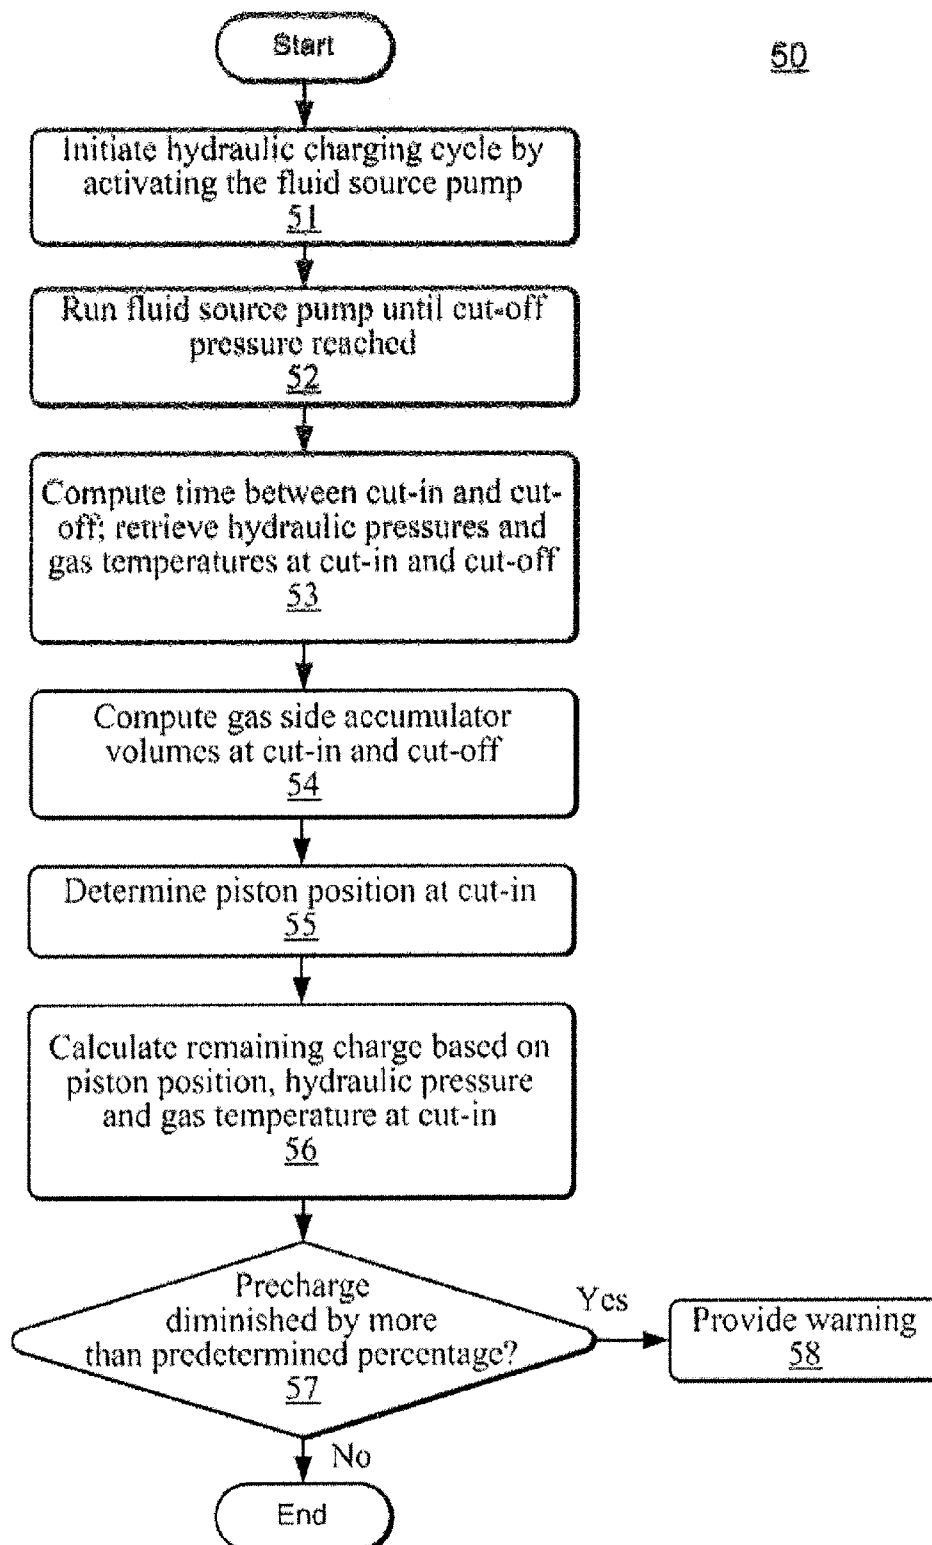 Start
50
Initiate hydraulic charging cycle by
activating the fluid source pump
51
Run fluid source pump until cut-off
pressure reached
52
Compute time between cut-in and cut-
off; retrieve hydraulic pressures and
gas temperatures at cut-in and cut-off
53
Compute gas side accumulator
volumes at cut-in and cut-off
54
Determine piston position at cut-in
55
Calculate remaining charge based on
piston position, hydraulic pressure
and gas temperature at cut-in
56
Precharge
diminished by more
than predetermined percentage?
57
Yes
Provide warning
58
No
End